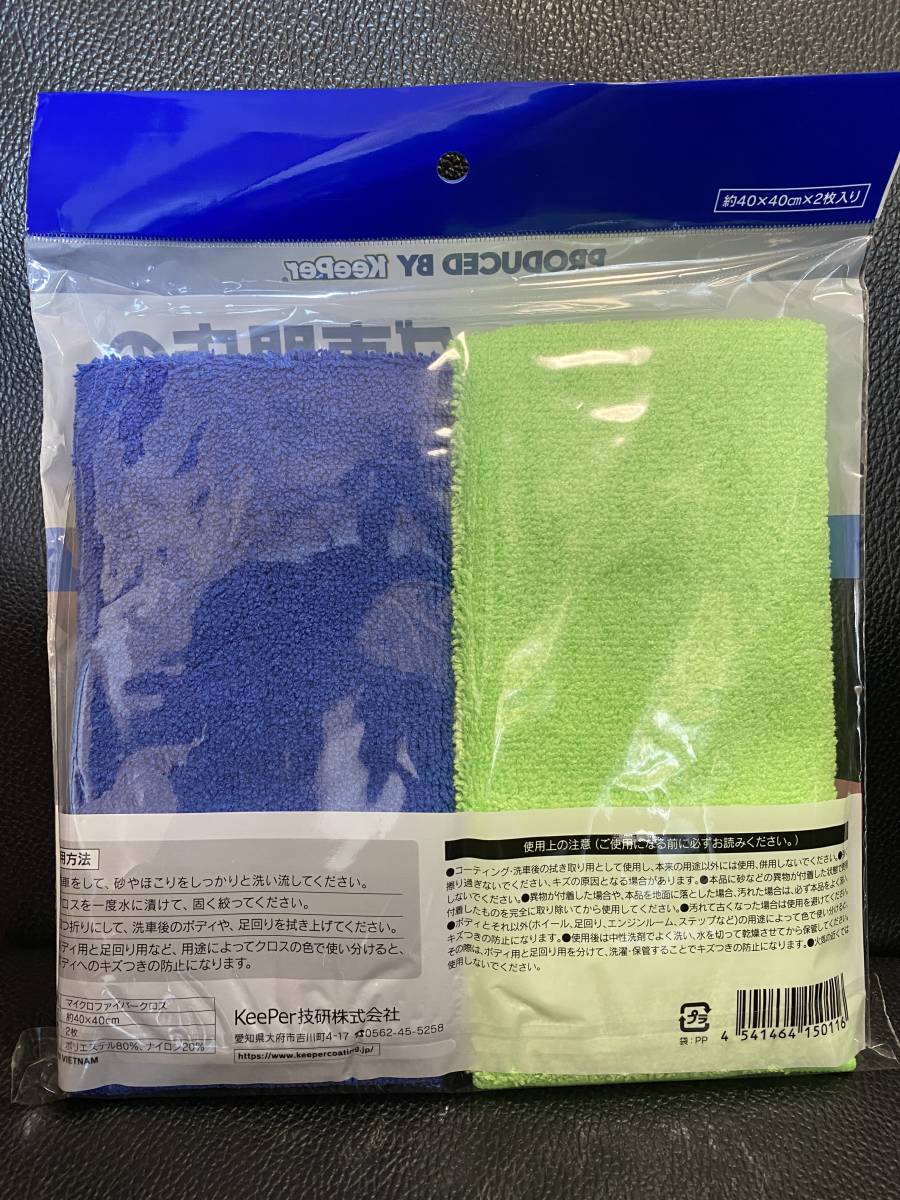 約40×40㎝×2枚入り
PRODUCED BY KeePer
専門店の
用方法
車をして、砂やほこりをしっかりと洗い流してください。
ロスを一度水に漬けて、固く絞ってください。
つ折りにして、洗車後のボディや、足回りを拭き上げてください。
ディ用と足回り用など、用途によってクロスの色で使い分けると、
ボディへのキズつきの防止になります。
マイクロファイバークロス
約40×40cm
2枚
ポリエステル80%、ナイロン20%
VIETNAM
KeePer技研株式会社
愛知県大府市吉川町4-17 ☎0562-45-5258
https://www.keepercoating.jp/
使用上の注意（ご使用になる前に必ずお読みください。）
●コーティング・洗車後の拭き取り用として使用し、本来の用途以外には使用、併用しないでください。●
擦り過ぎないでください、キズの原因となる場合があります。●本品に砂などの異物が付着した状態で使用
しないでください。●異物が付着した場合や、本品を地面に落とした場合、汚れた場合は、必ず本品をよく洗い、
付着したものを完全に取り除いてから使用してください。●汚れて古くなった場合は使用を避けてください。
●ボディとそれ以外(ホイール、足回り、エンジンルーム、ステップなど)の用途によって色で使い分けると、
キズつきの防止になります。●使用後は中性洗剤でよく洗い、水を切って乾燥させてから保管してください。
その際は、ボディ用と足回り用を分けて、洗濯・保管することでキズつきの防止になります。●火気の近くでは
使用しないでください。
プラ
袋:PP
4 541464 150116